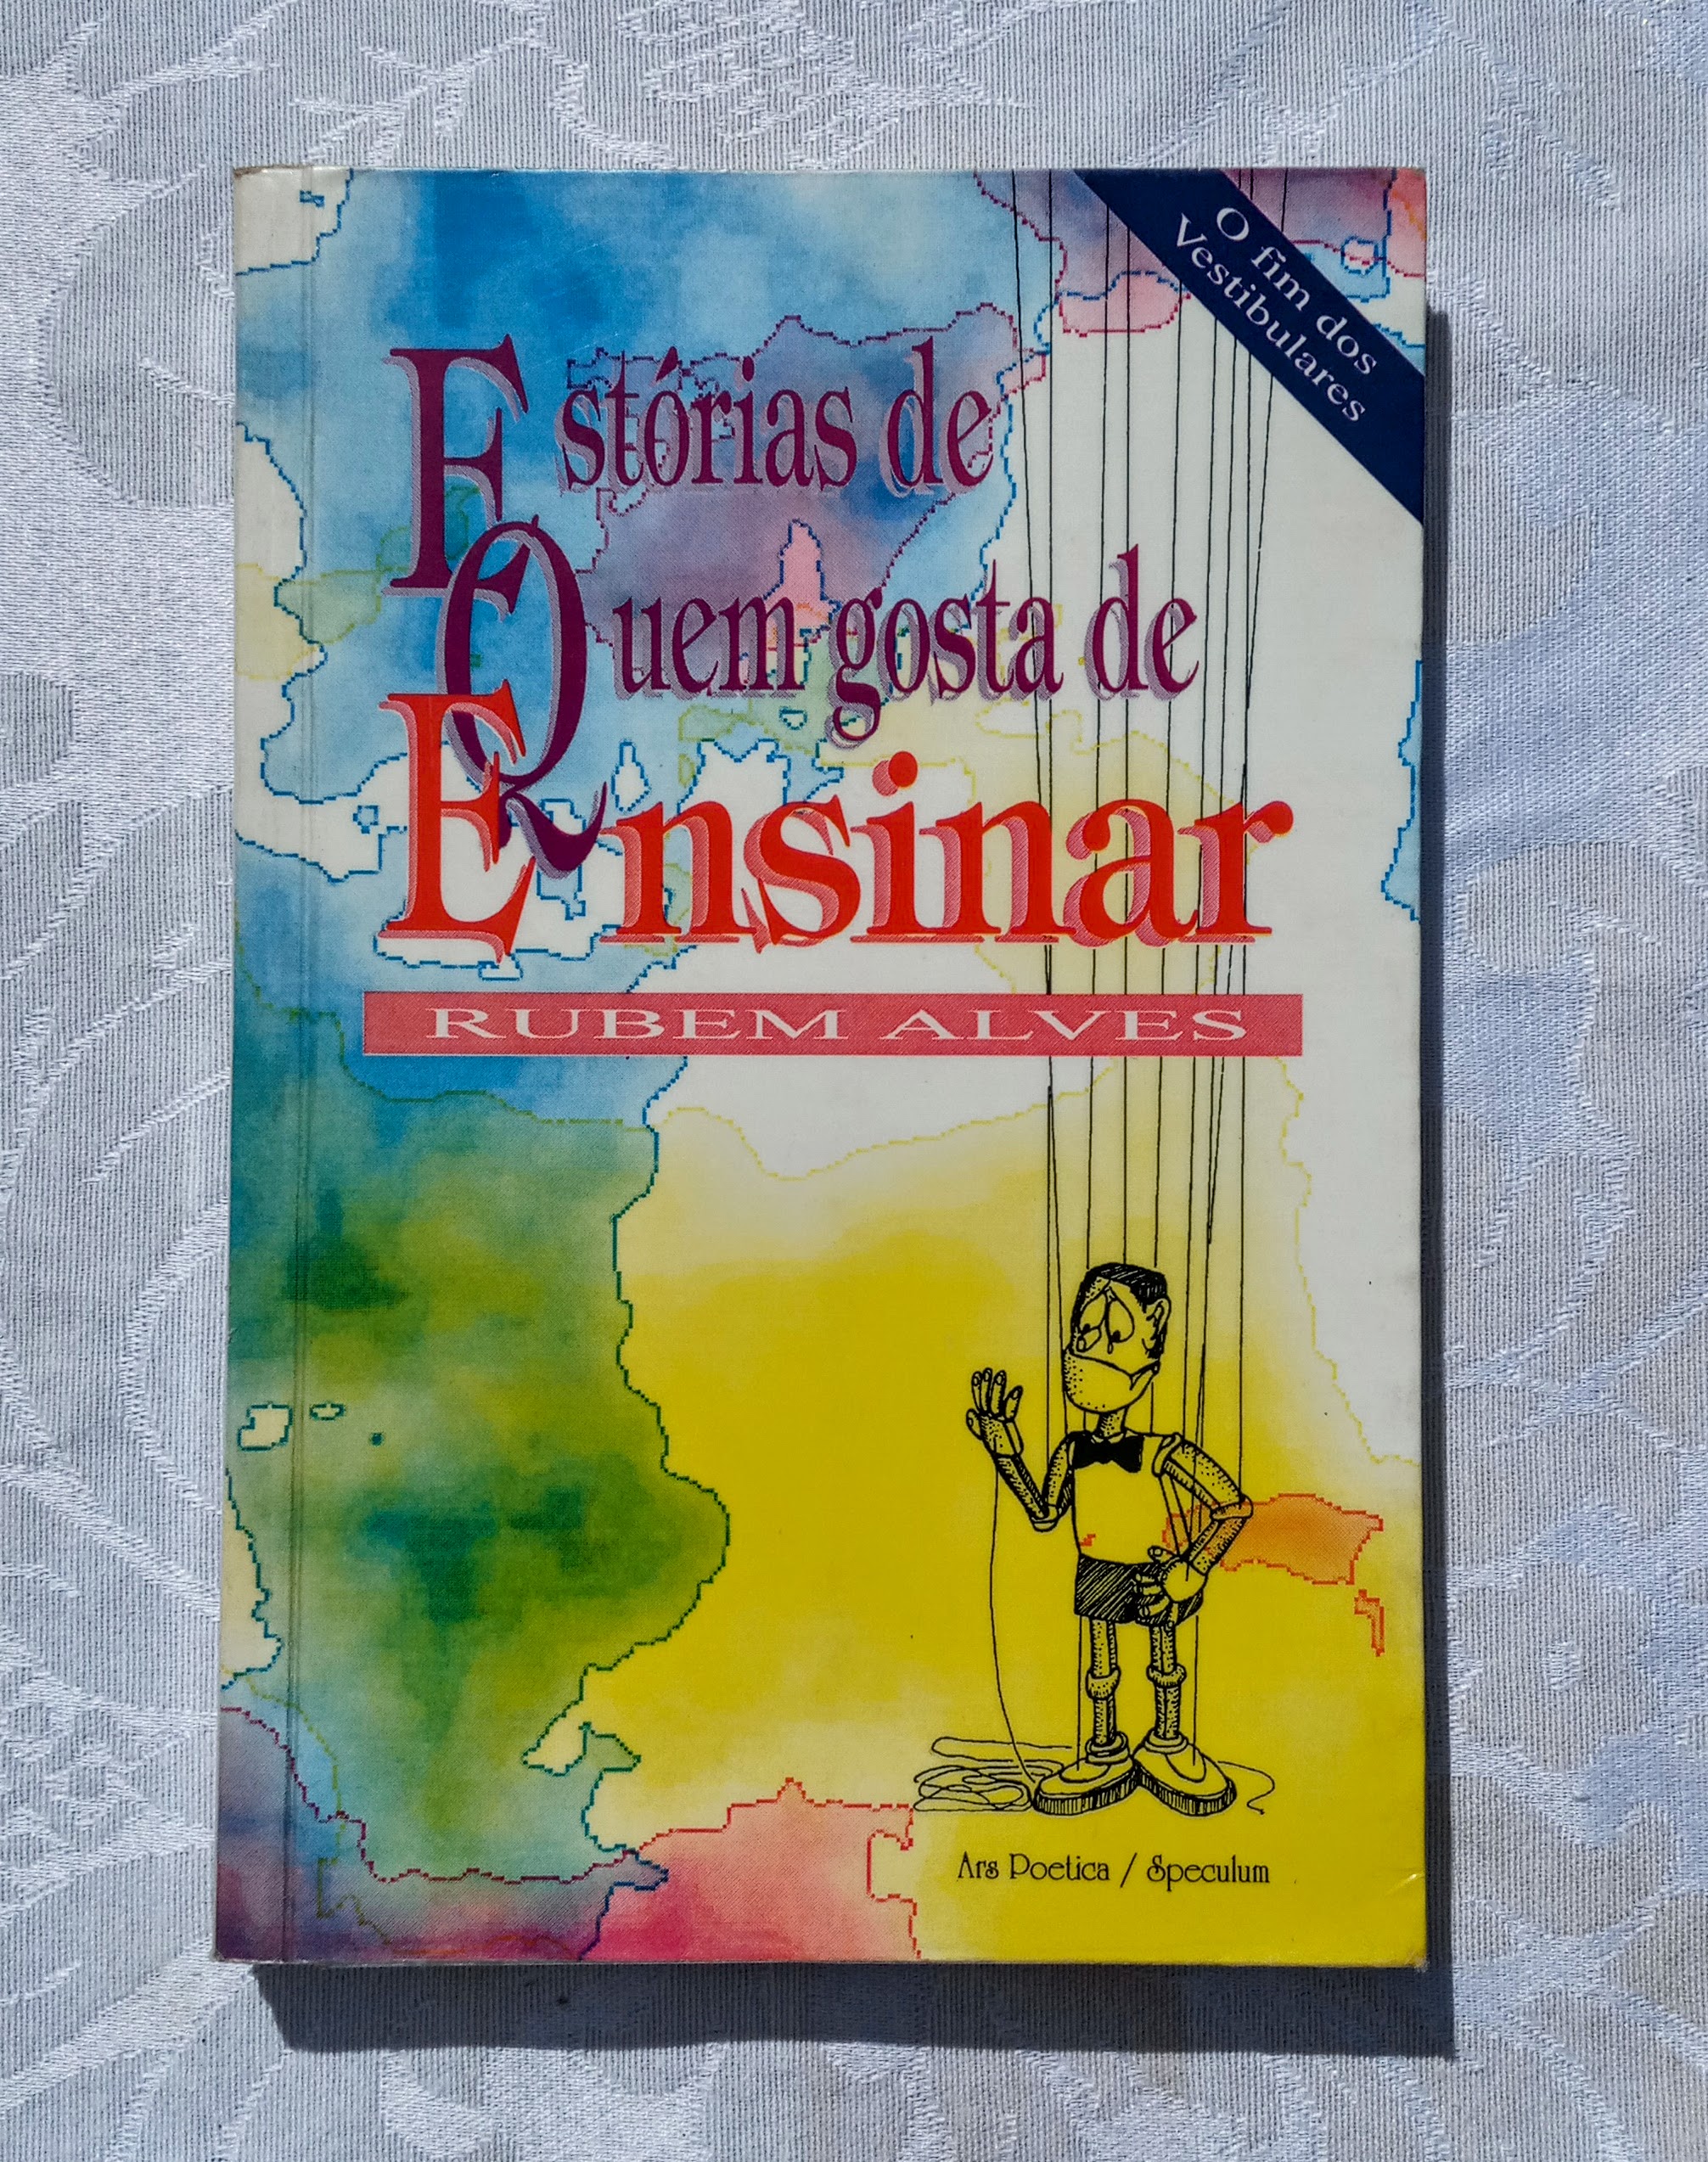 O fim dos
Vestibulares
Estórias de
Quem gosta de
Ensinar
RUBEM ALVES
Ars Poetica / Speculum